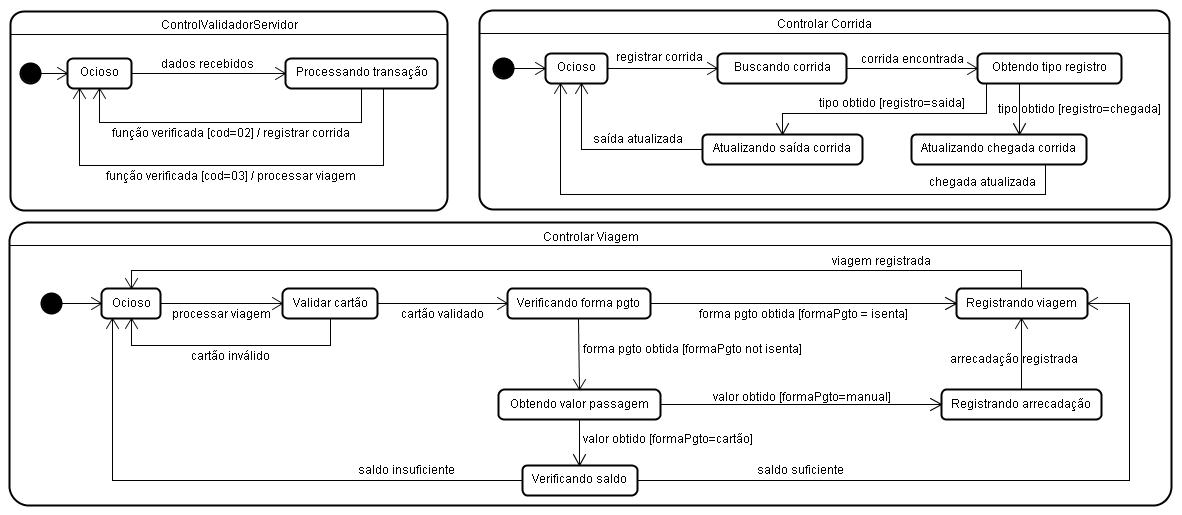 ControlValidadorServidor
Ocioso
dados recebidos
Processando transação
função verificada [cod=02] / registrar corrida
função verificada [cod=03] / processar viagem
Controlar Corrida
Ocioso
registrar corrida
Buscando corrida
corrida encontrada
Obtendo tipo registro
tipo obtido [registro=saida]
tipo obtido [registro=chegada]
saída atualizada
Atualizando saída corrida
Atualizando chegada corrida
chegada atualizada
Controlar Viagem
viagem registrada
Ocioso
processar viagem
Validar cartão
cartão validado
Verificando forma pgto
forma pgto obtida [formaPgto = isenta]
Registrando viagem
cartão inválido
forma pgto obtida [formaPgto not isenta]
arrecadação registrada
Obtendo valor passagem
valor obtido [formaPgto=manual]
Registrando arrecadação
valor obtido [formaPgto=cartão]
saldo insuficiente
Verificando saldo
saldo suficiente